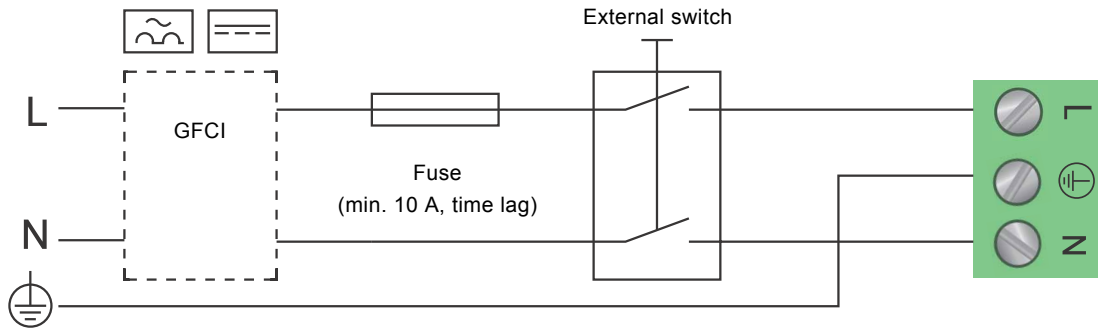 External switch
L
GFCI
Fuse
(min. 10 A, time lag)
N
L
N